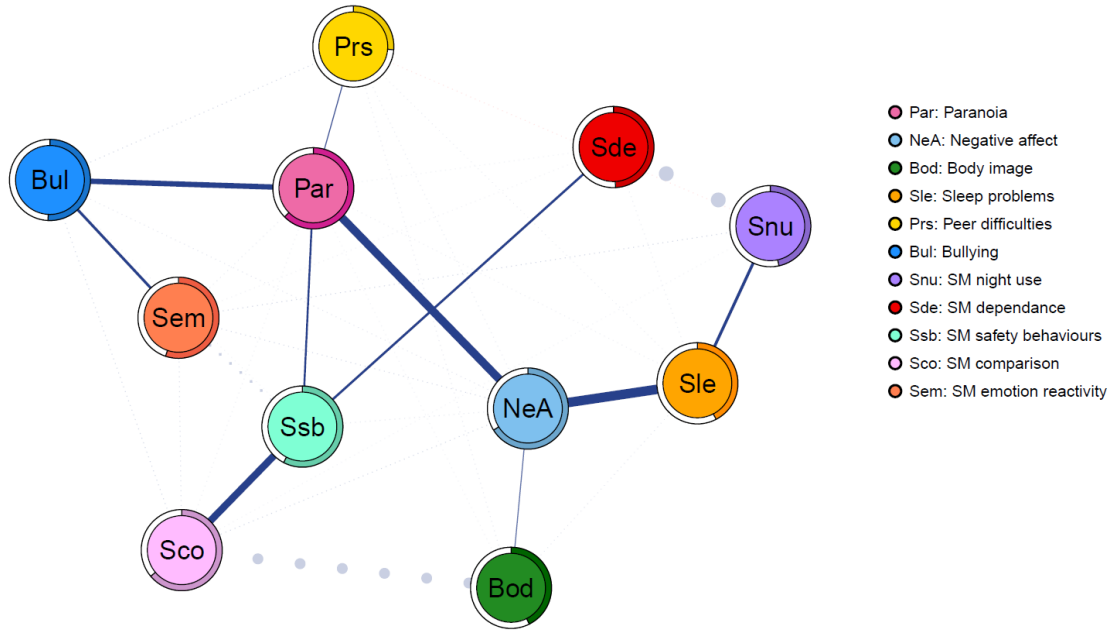 Prs
Sde
Bul
Par
Snu
Sem
Sle
NeA
Ssb
Sco
Bod
Par: Paranoia
NeA: Negative affect
Bod: Body image
Sle: Sleep problems
Prs: Peer difficulties
Bul: Bullying
Snu: SM night use
Sde: SM dependance
Ssb: SM safety behaviours
Sco: SM comparison
Sem: SM emotion reactivity